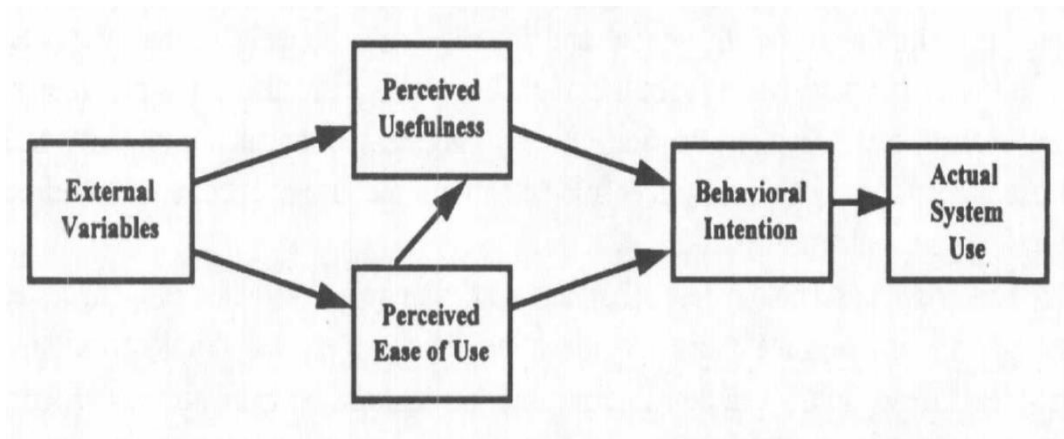 External
Variables
Perceived
Usefulness
Perceived
Ease of Use
Behavioral
Intention
Actual
System
Use